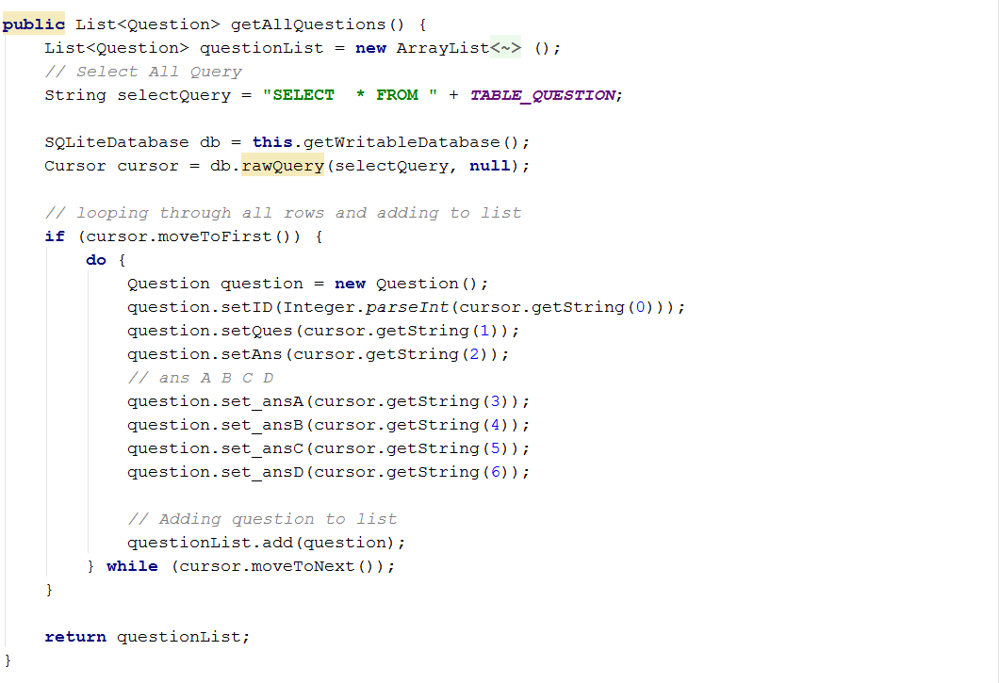 public List<Question> getAllQuestions() {
    List<Question> questionList = new ArrayList<~> ();
    // Select All Query
    String selectQuery = "SELECT  * FROM " + TABLE_QUESTION;

    SQLiteDatabase db = this.getWritableDatabase();
    Cursor cursor = db.rawQuery(selectQuery, null);

    // looping through all rows and adding to list
    if (cursor.moveToFirst()) {
        do {
            Question question = new Question();
            question.setID(Integer.parseInt(cursor.getString(0)));
            question.setQues(cursor.getString(1));
            question.setAns(cursor.getString(2));
            // ans A B C D
            question.set_ansA(cursor.getString(3));
            question.set_ansB(cursor.getString(4));
            question.set_ansC(cursor.getString(5));
            question.set_ansD(cursor.getString(6));

            // Adding question to list
            questionList.add(question);
        } while (cursor.moveToNext());
    }

    return questionList;
}